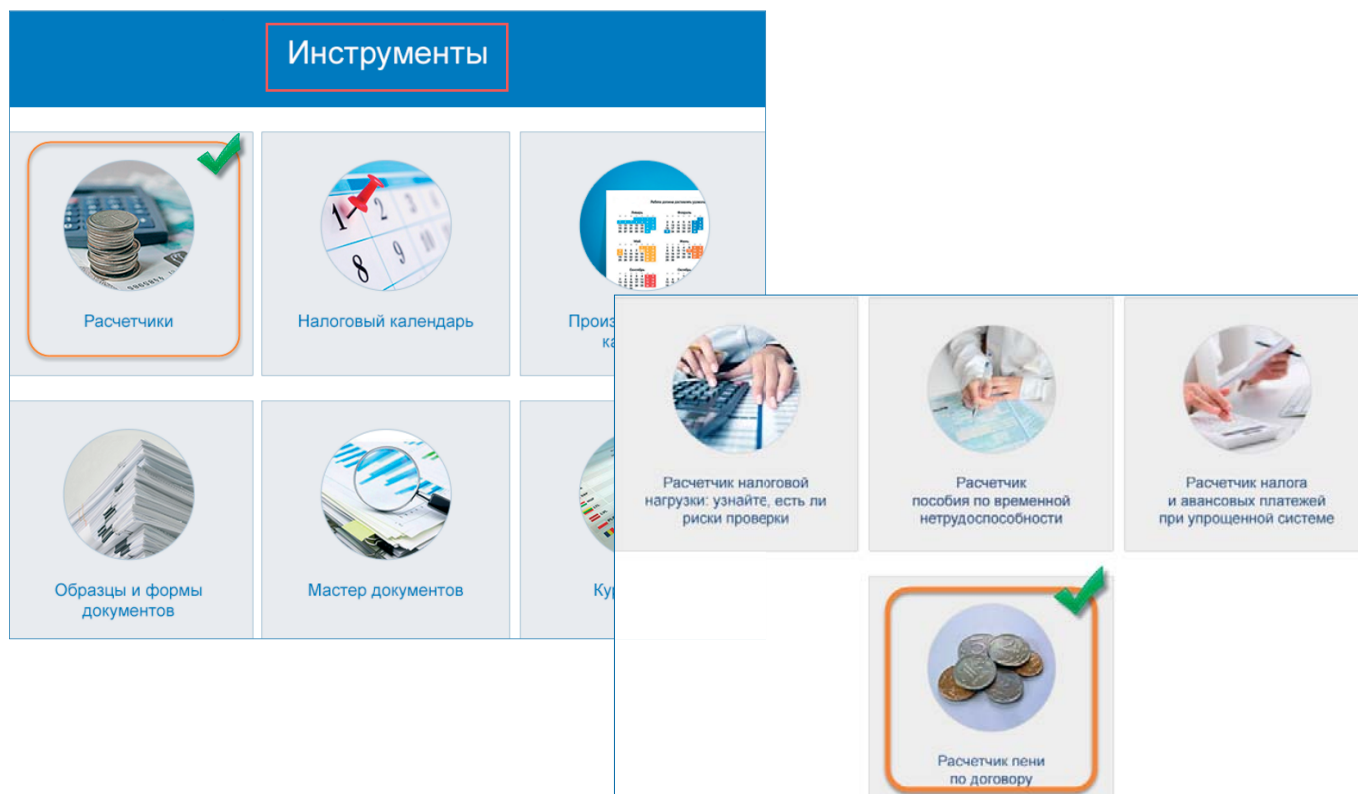 Инструменты
Расчетчики
Налоговый календарь
Образцы и формы
документов
Мастер документов
Расчетчик налоговой
нагрузки: узнайте, есть ли
риски проверки
Расчетчик
пособия по временной
нетрудоспособности
Расчетчик налога
и авансовых платежей
при упрощенной системе
Расчетчик пени
по договору